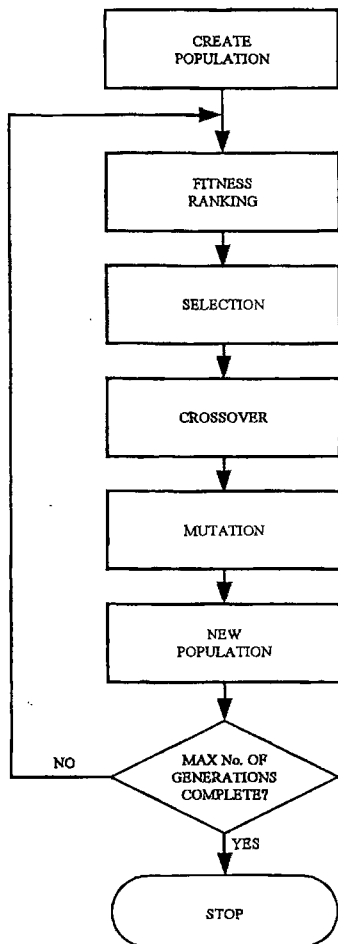 CREATE
POPULATION
FITNESS
RANKING
SELECTION
CROSSOVER
MUTATION
NEW
POPULATION
MAX No. OF
GENERATIONS
COMPLETE?
NO
YES
STOP